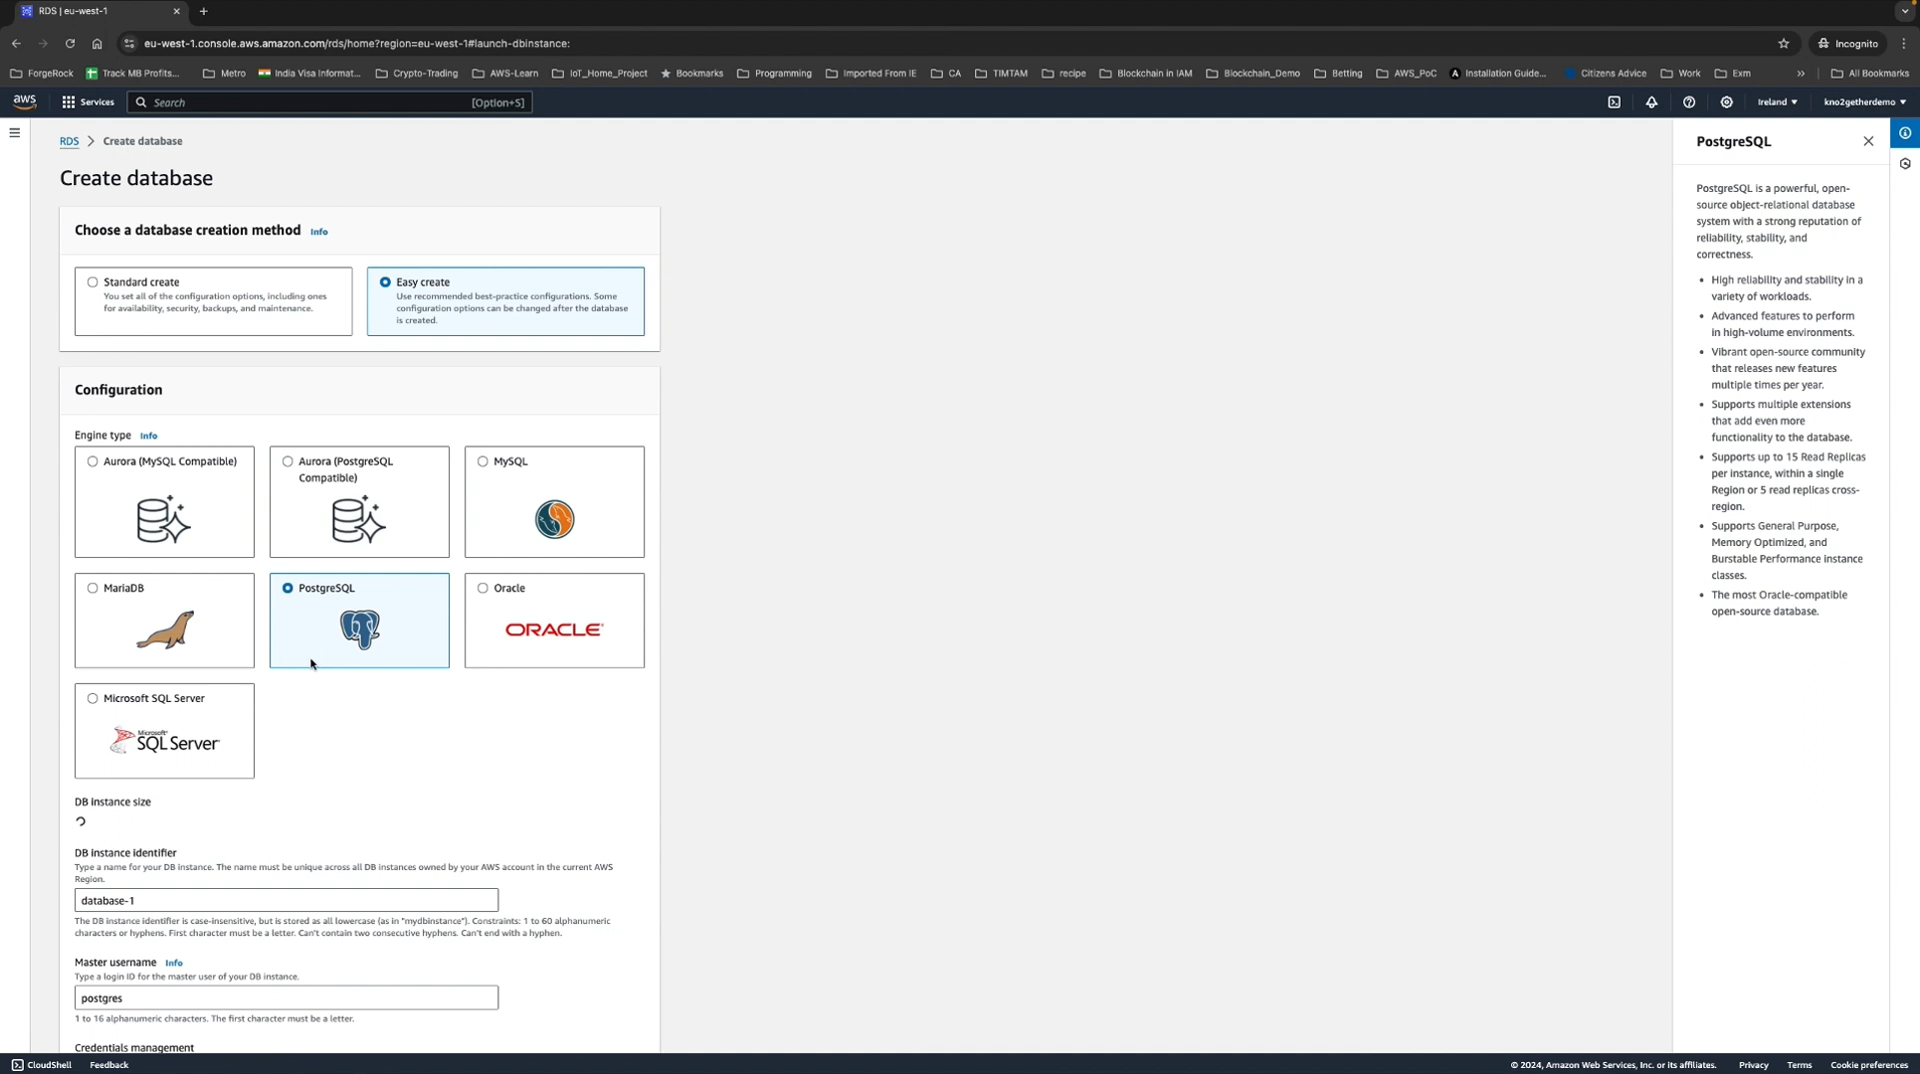 RDS | eu-west-1
eu-west-1.console.aws.amazon.com/rds/home?region=eu-west-1#launch-dbinstance:
Incognito
ForgeRock
Track MB Profits...
Metro
India Visa Informat...
Crypto-Trading
AWS-Learn
IoT_Home_Project
Bookmarks
Programming
Imported From IE
CA
TIMTAM
recipe
Blockchain in IAM
Blockchain_Demo
Betting
AWS_PoC
Installation Guide...
Citizens Advice
Work
Exm
»
All Bookmarks
aws
Services
Search
[Option+S]
Ireland
kno2getherdemo
RDS
Create database
Create database
Choose a database creation method Info
Standard create
You set all of the configuration options, including ones
for availability, security, backups, and maintenance.
Easy create
Use recommended best-practice configurations. Some
configuration options can be changed after the database
is created.
Configuration
Engine type Info
Aurora (MySQL Compatible)
Aurora (PostgreSQL
Compatible)
MySQL
MariaDB
PostgreSQL
Oracle
ORACLE
Microsoft SQL Server
Microsoft
SQL Server
DB instance size
DB instance identifier
Type a name for your DB instance. The name must be unique across all DB instances owned by your AWS account in the current AWS
Region.
database-1
The DB instance identifier is case-insensitive, but is stored as all lowercase (as in "mydbinstance"). Constraints: 1 to 60 alphanumeric
characters or hyphens. First character must be a letter. Can't contain two consecutive hyphens. Can't end with a hyphen.
Master username Info
Type a login ID for the master user of your DB instance.
postgres
1 to 16 alphanumeric characters. The first character must be a letter.
Credentials management
PostgreSQL
PostgreSQL is a powerful, open-
source object-relational database
system with a strong reputation of
reliability, stability, and
correctness.
• High reliability and stability in a
variety of workloads.
• Advanced features to perform
in high-volume environments.
• Vibrant open-source community
that releases new features
multiple times per year.
• Supports multiple extensions
that add even more
functionality to the database.
• Supports up to 15 Read Replicas
per instance, within a single
Region or 5 read replicas cross-
region.
• Supports General Purpose,
Memory Optimized, and
Burstable Performance instance
classes.
• The most Oracle-compatible
open-source database.
CloudShell
Feedback
© 2024, Amazon Web Services, Inc. or its affiliates.
Privacy
Terms
Cookie preferences